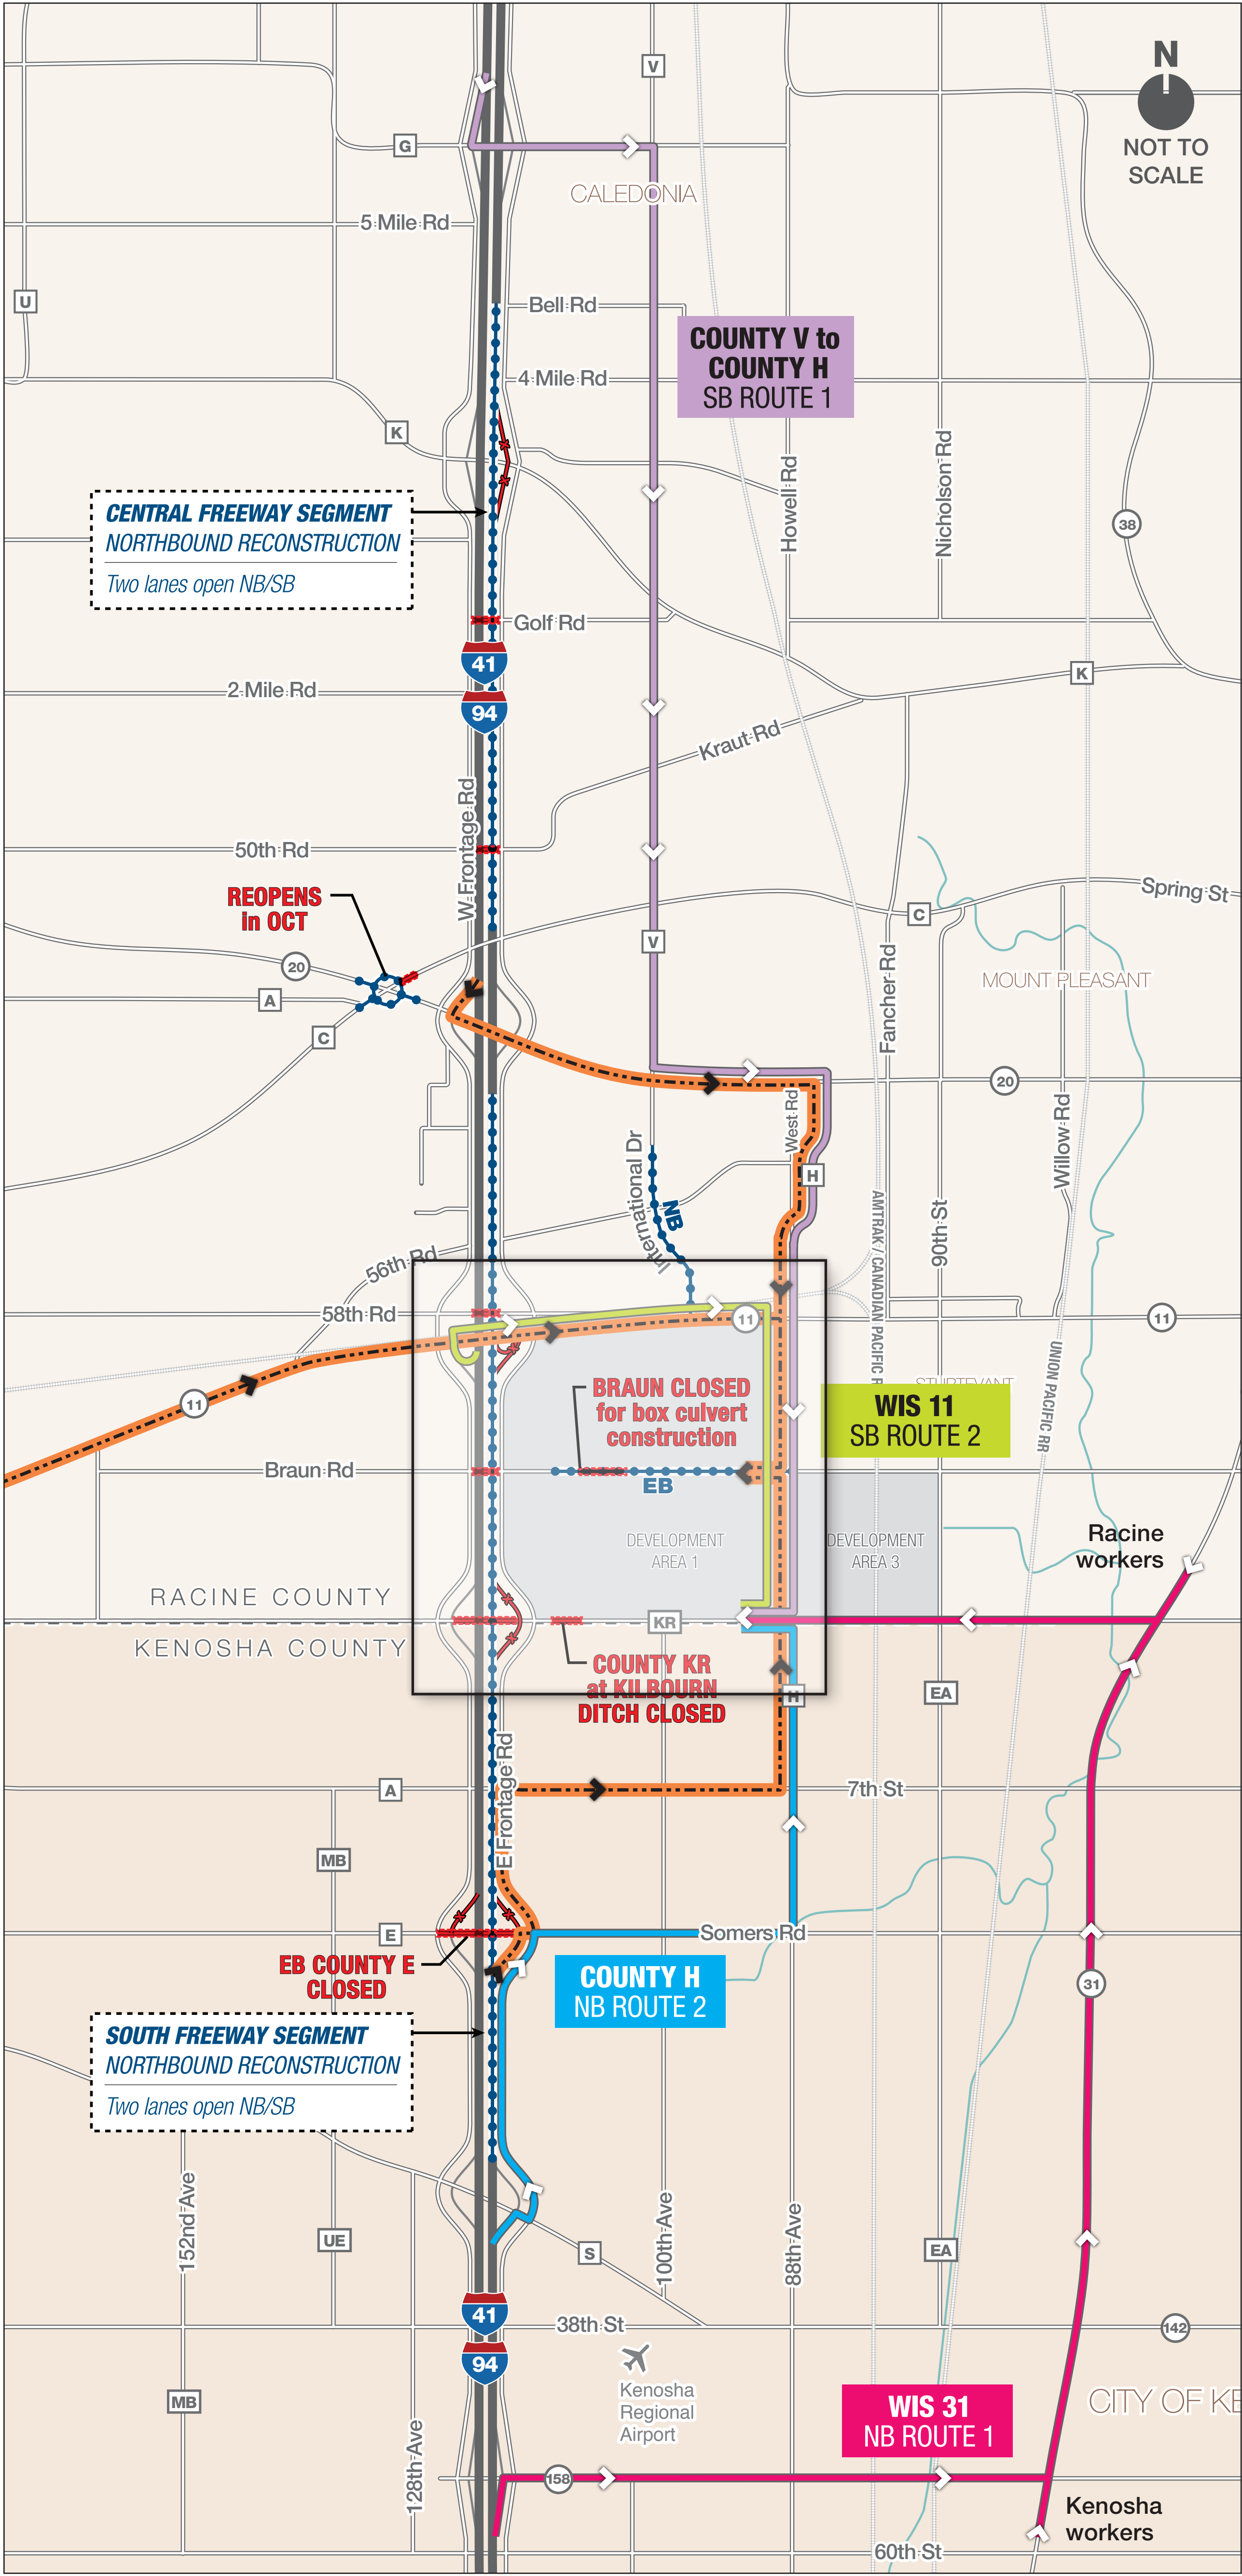 N
NOT TO
SCALE
V
G
CALEDONIA
5 Mile Rd
U
Bell Rd
COUNTY V to
COUNTY H
SB ROUTE 1
4 Mile Rd
K
Howell Rd
Nicholson Rd
38
CENTRAL FREEWAY SEGMENT
NORTHBOUND RECONSTRUCTION
Two lanes open NB/SB
Golf Rd
41
K
2 Mile Rd
94
Kraut Rd
W Frontage Rd
50th Rd
REOPENS
in OCT
Spring St
C
V
20
Fancher Rd
MOUNT PLEASANT
A
C
20
West Rd
Willow Rd
International Dr
H
NB
AMTRAK / CANADIAN PACIFIC R
90th St
56th Rd
58th Rd
11
11
UNION PACIFIC RR
STURTEVANT
BRAUN CLOSED
for box culvert
construction
WIS 11
SB ROUTE 2
11
Braun Rd
EB
DEVELOPMENT
AREA 1
DEVELOPMENT
AREA 3
Racine
workers
RACINE COUNTY
KR
KENOSHA COUNTY
COUNTY KR
at KILBOURN
DITCH CLOSED
H
EA
E Frontage Rd
A
7th St
MB
E
Somers Rd
EB COUNTY E
CLOSED
COUNTY H
NB ROUTE 2
31
SOUTH FREEWAY SEGMENT
NORTHBOUND RECONSTRUCTION
Two lanes open NB/SB
152nd Ave
UE
S
100th Ave
88th Ave
EA
41
38th St
142
94
Kenosha
Regional
Airport
MB
CITY OF KE
WIS 31
NB ROUTE 1
128th Ave
158
Kenosha
workers
60th St